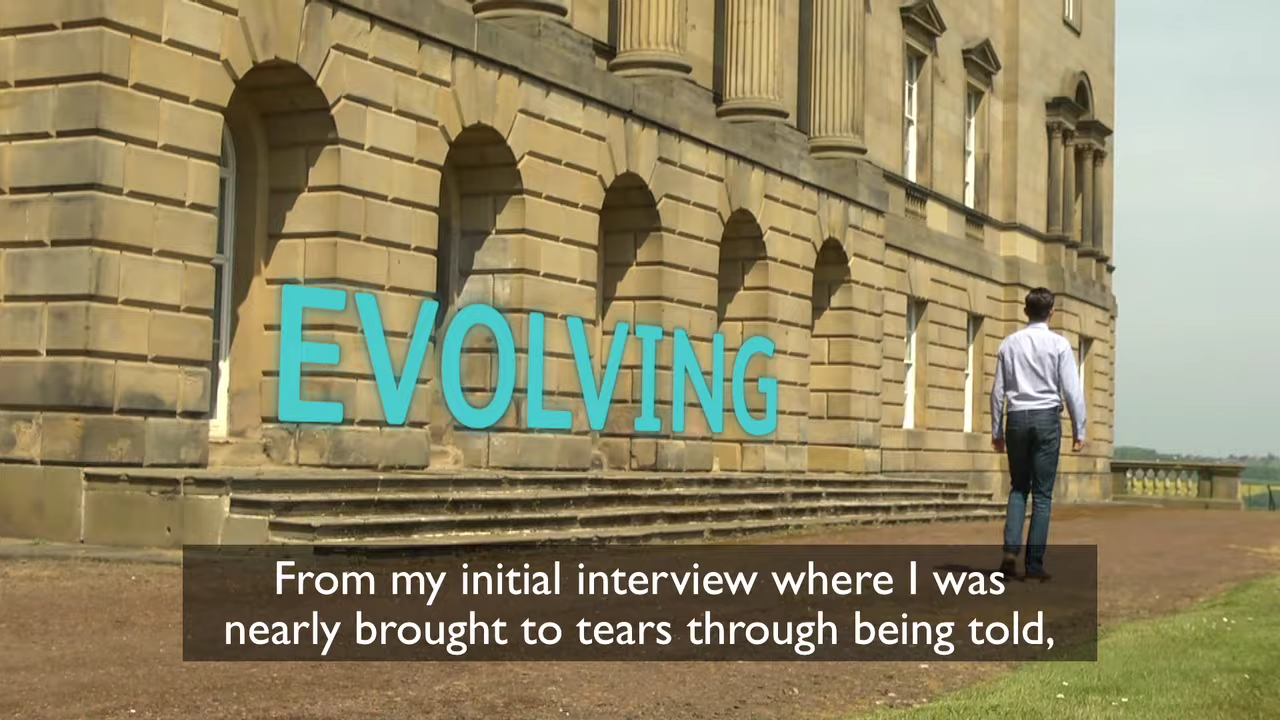 EVOLVING
From my initial interview where I was
nearly brought to tears through being told,